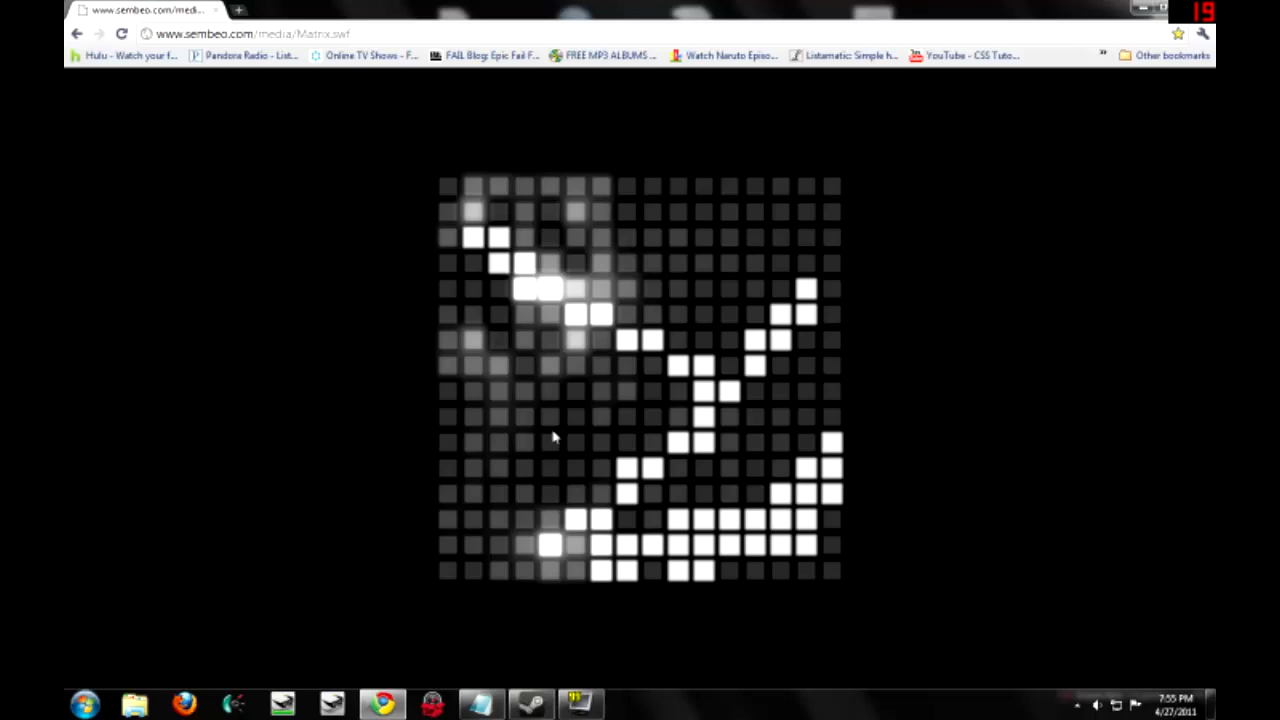 www.sembeo.com/medi...
19
www.sembeo.com/media/Matrix.swf
Hulu - Watch your f... Pandora Radio - List... Online TV Shows - F... FAIL Blog: Epic Fail F... FREE MP3 ALBUMS ... Watch Naruto Episo... Listamatic: Simple h... YouTube - CSS Tuto... » Other bookmarks
7:55 PM
4/27/2011